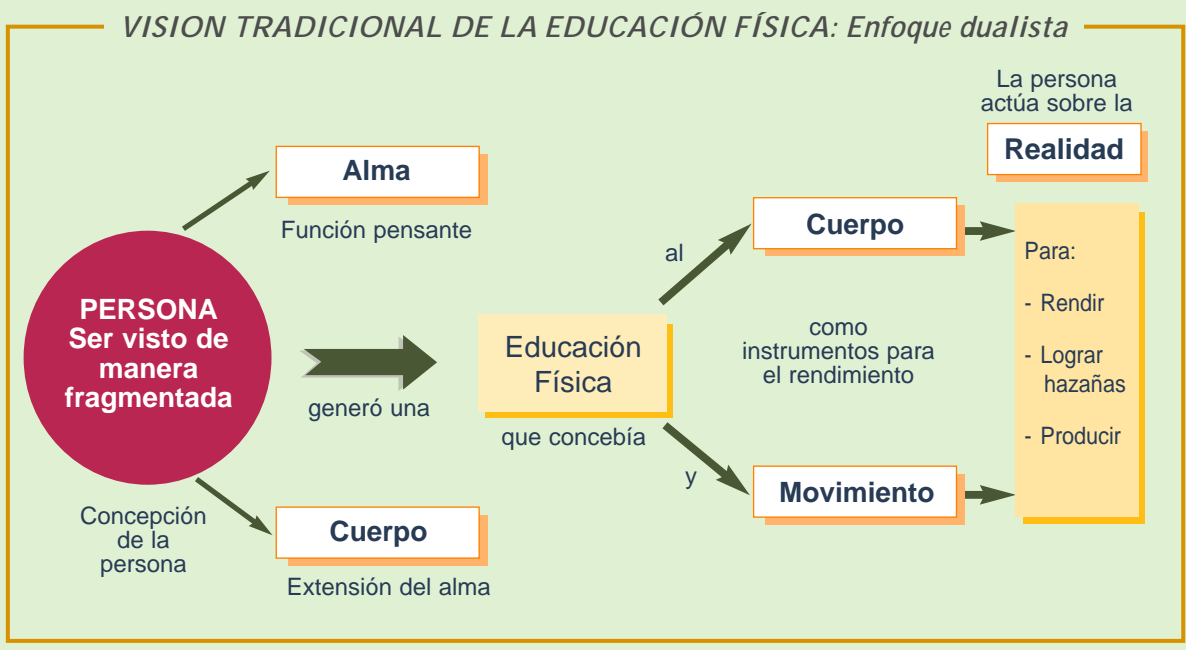 VISION TRADICIONAL DE LA EDUCACIÓN FÍSICA: Enfoque dualista
PERSONA
Ser visto de
manera
fragmentada
Alma
Función pensante
Concepción
de la
persona
Cuerpo
Extensión del alma
generó una
Educación
Física
que concebía
al
Cuerpo
como
instrumentos para
el rendimiento
y
Movimiento
La persona
actúa sobre la
Realidad
Para:
- Rendir
- Lograr
hazañas
- Producir